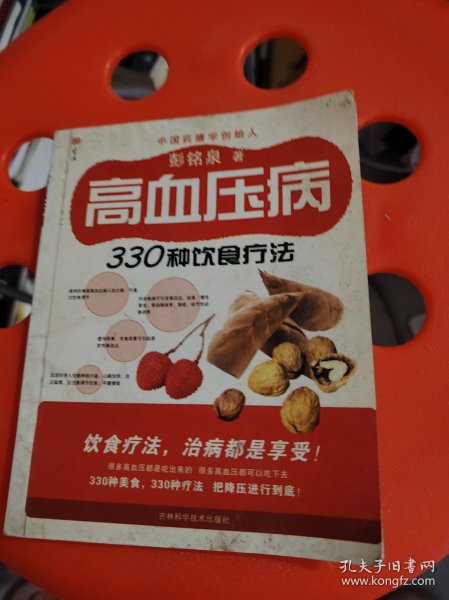 中国药膳学创始人
彭铭泉 著
高血压病
330种饮食疗法
饮食疗法，治病都是享受！
很多高血压都是吃出来的 很多高血压都可以吃下去
330种美食，330种疗法 把降压进行到底！
吉林科学技术出版社
孔夫子旧书网
www.kongfz.com